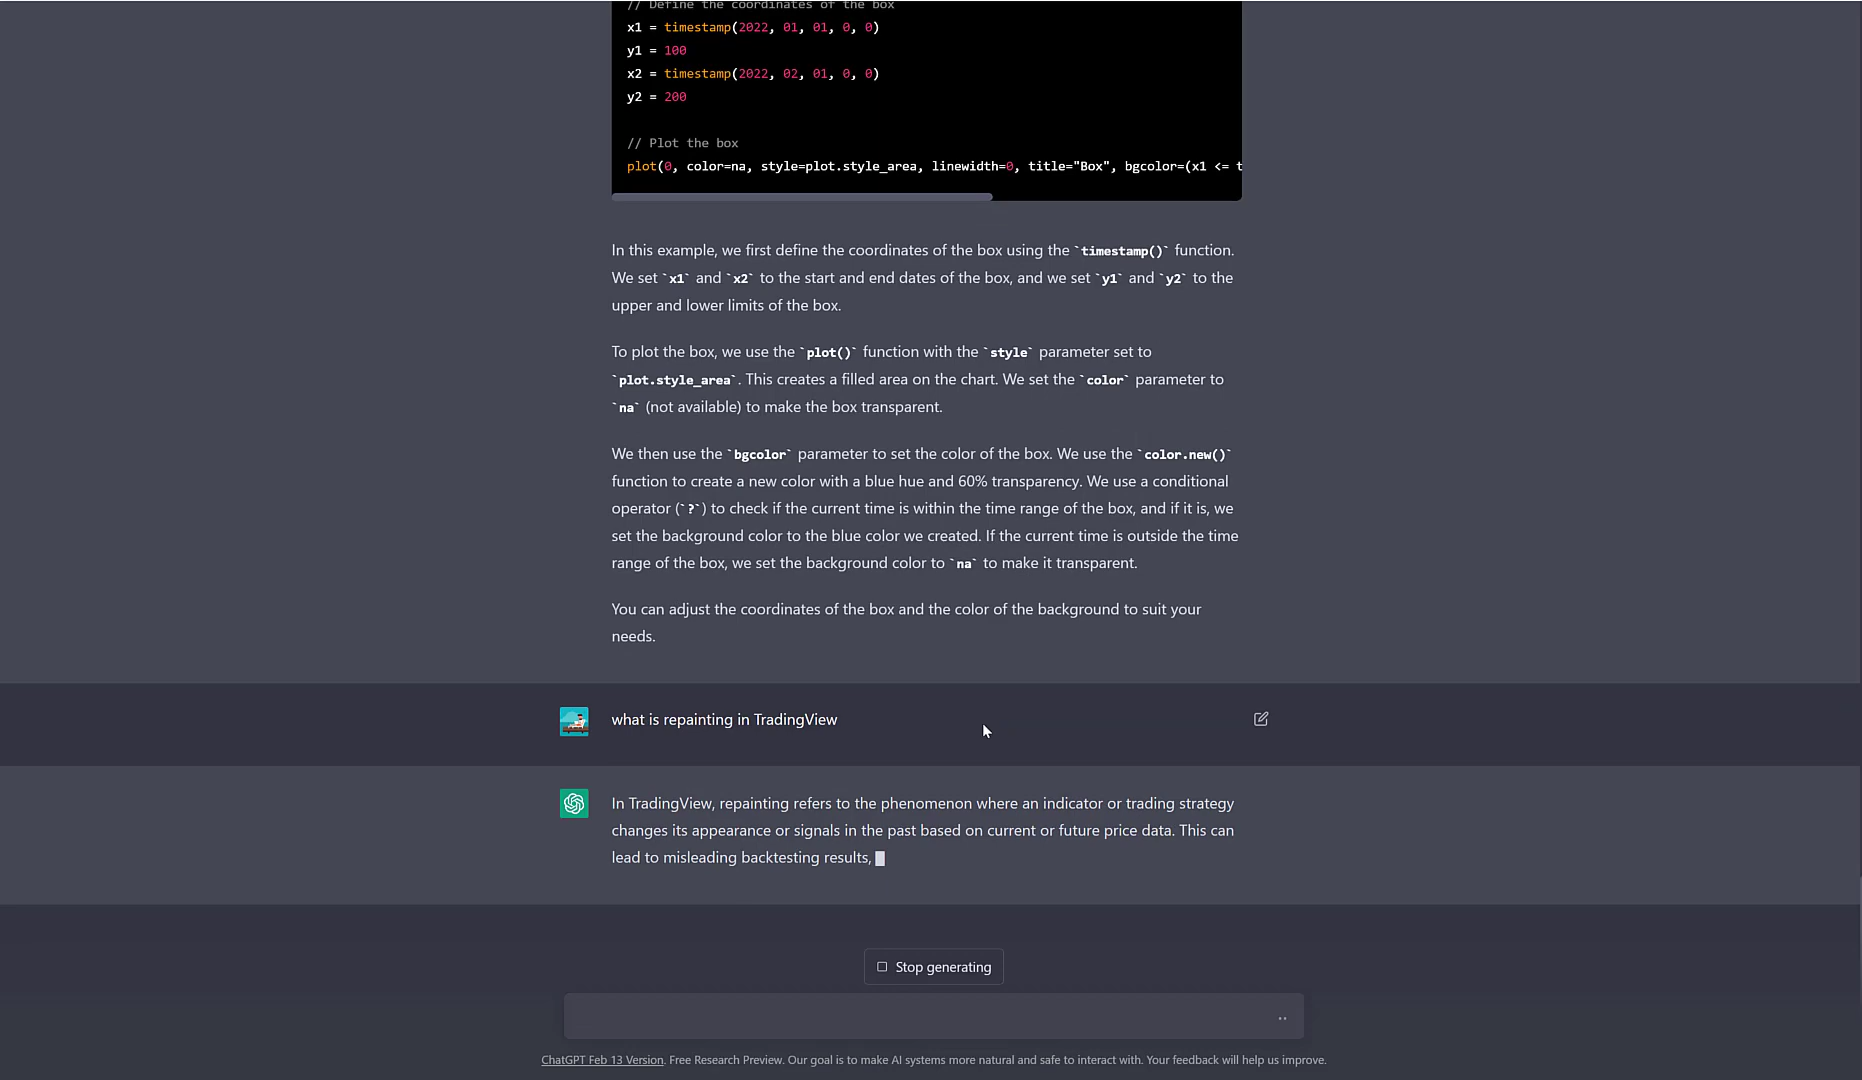 // Define the coordinates of the box
x1 = timestamp(2022, 01, 01, 0, 0)
y1 = 100
x2 = timestamp(2022, 02, 01, 0, 0)
y2 = 200
// Plot the box
plot(0, color=na, style=plot.style_area, linewidth=0, title="Box", bgcolor=(x1 <= t
In this example, we first define the coordinates of the box using the `timestamp()` function.
We set `x1` and `x2` to the start and end dates of the box, and we set `y1` and `y2` to the
upper and lower limits of the box.
To plot the box, we use the `plot()` function with the `style` parameter set to
`plot.style_area`. This creates a filled area on the chart. We set the `color` parameter to
`na` (not available) to make the box transparent.
We then use the `bgcolor` parameter to set the color of the box. We use the `color.new()`
function to create a new color with a blue hue and 60% transparency. We use a conditional
operator (`?`) to check if the current time is within the time range of the box, and if it is, we
set the background color to the blue color we created. If the current time is outside the time
range of the box, we set the background color to `na` to make it transparent.
You can adjust the coordinates of the box and the color of the background to suit your
needs.
what is repainting in TradingView
In TradingView, repainting refers to the phenomenon where an indicator or trading strategy
changes its appearance or signals in the past based on current or future price data. This can
lead to misleading backtesting results,
Stop generating
ChatGPT Feb 13 Version. Free Research Preview. Our goal is to make AI systems more natural and safe to interact with. Your feedback will help us improve.